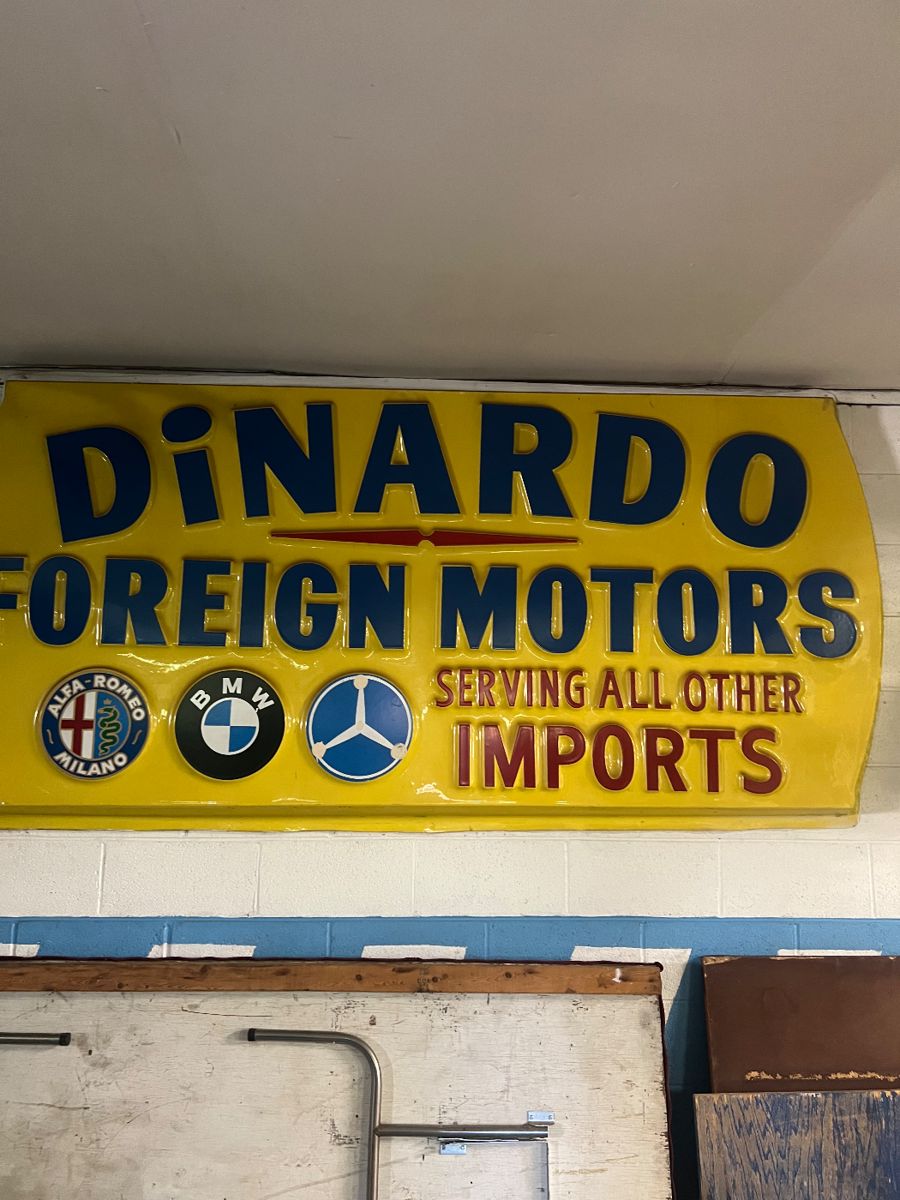 DiNARDO
FOREIGN MOTORS
ALFA-ROMEO
MILANO
BMW
SERVING ALL OTHER
IMPORTS